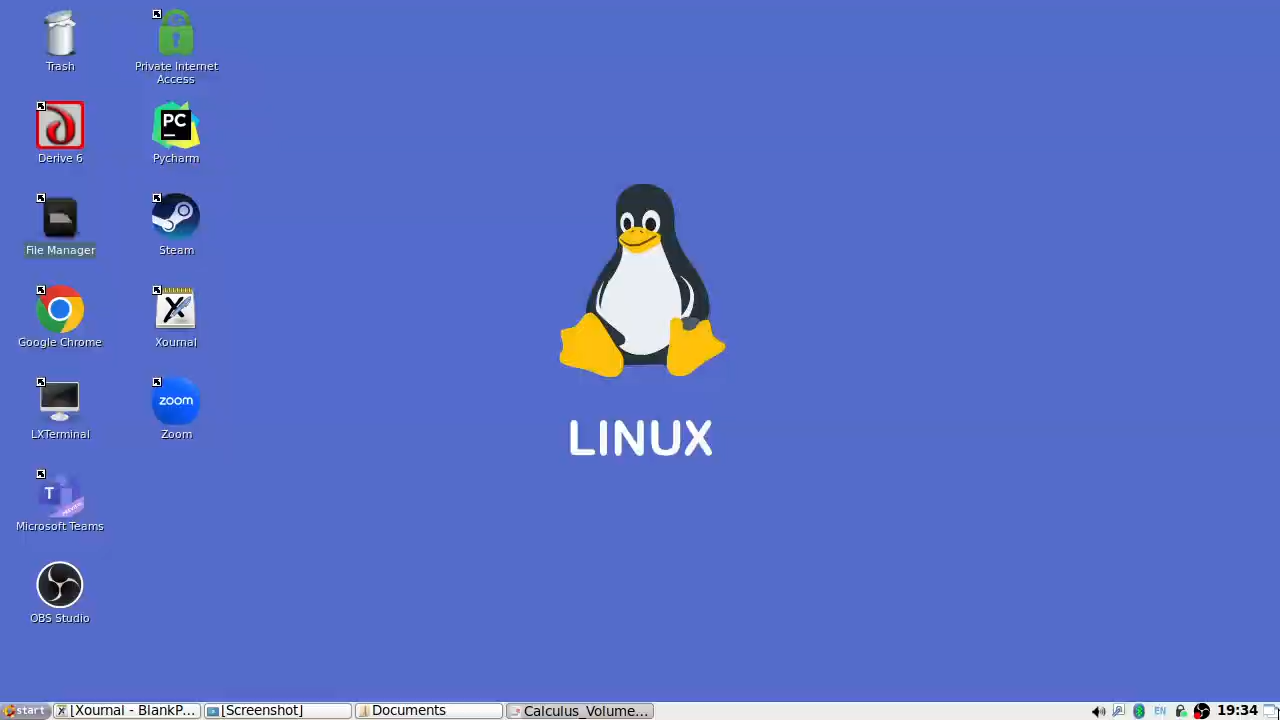 Trash
Private Internet
Access
Derive 6
PC
Pycharm
File Manager
Steam
Google Chrome
Xournal
LXTerminal
zoom
Zoom
T
Microsoft Teams
OBS Studio
LINUX
start
[Xournal - BlankP...
[Screenshot]
Documents
Calculus_Volume...
EN
19:34